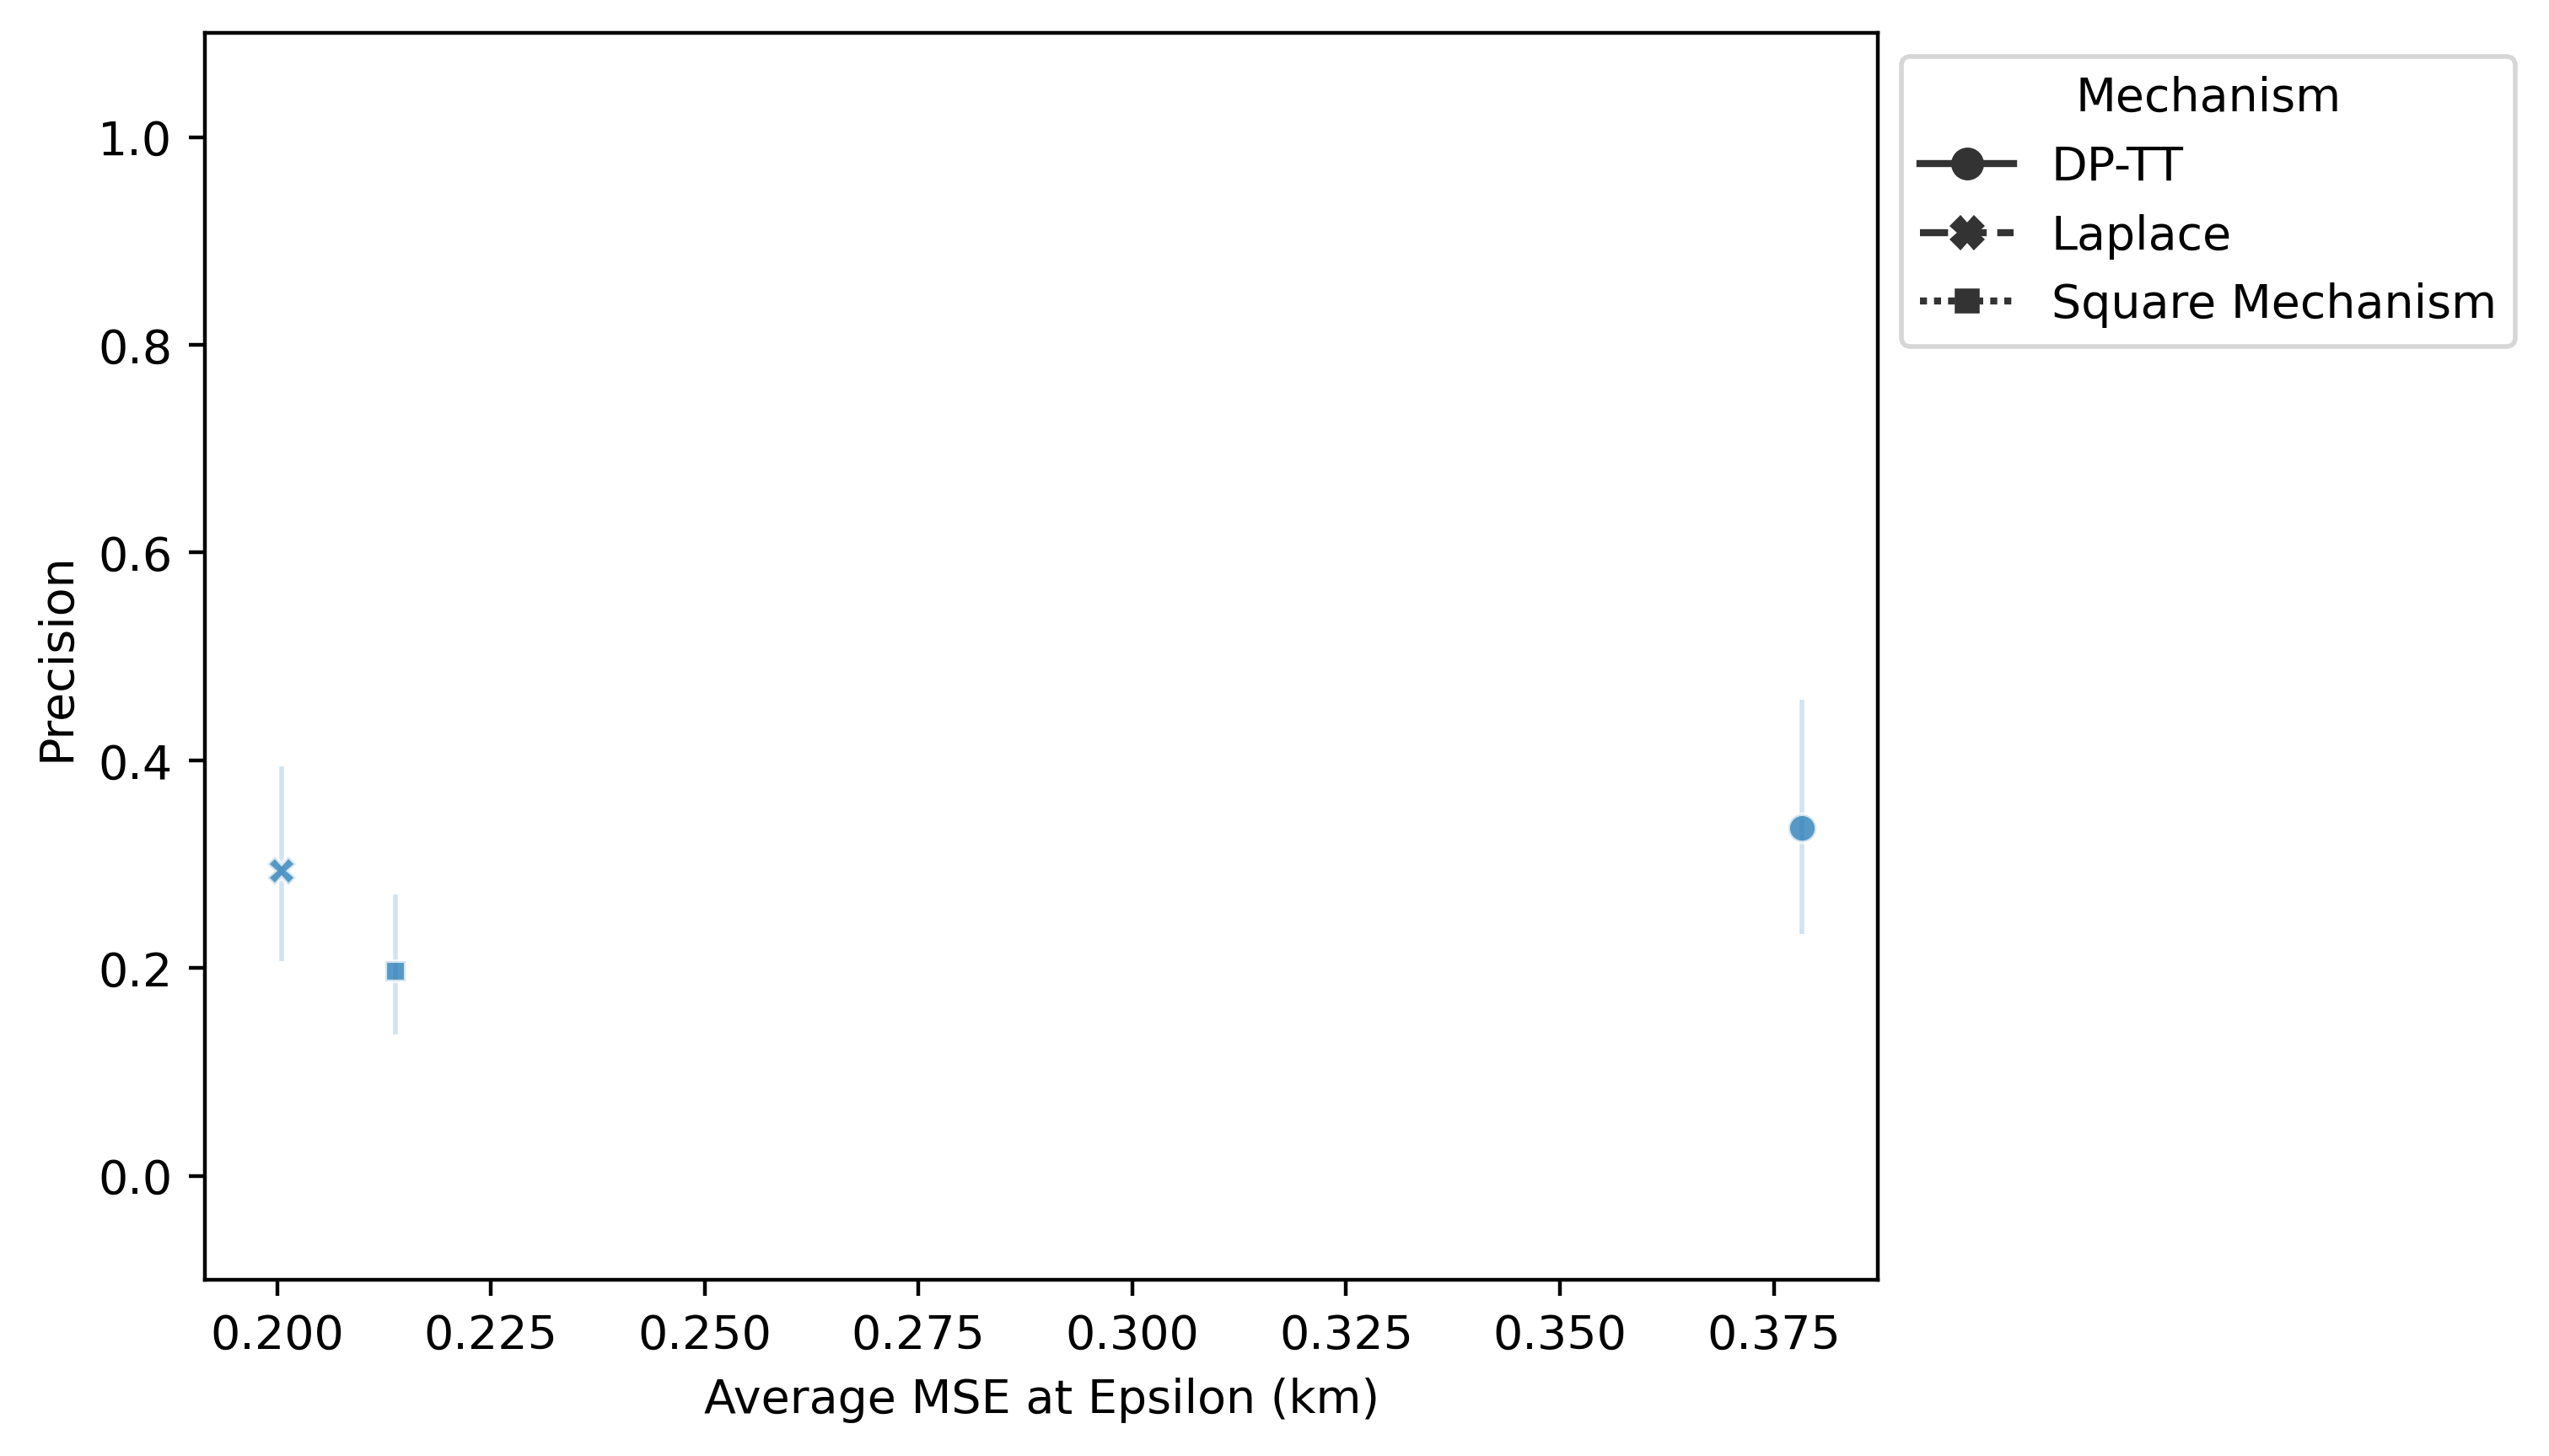 Mechanism
DP-TT
Laplace
Square Mechanism
Precision
1.0
0.8
0.6
0.4
0.2
0.0
0.200 0.225 0.250 0.275 0.300 0.325 0.350 0.375
Average MSE at Epsilon (km)